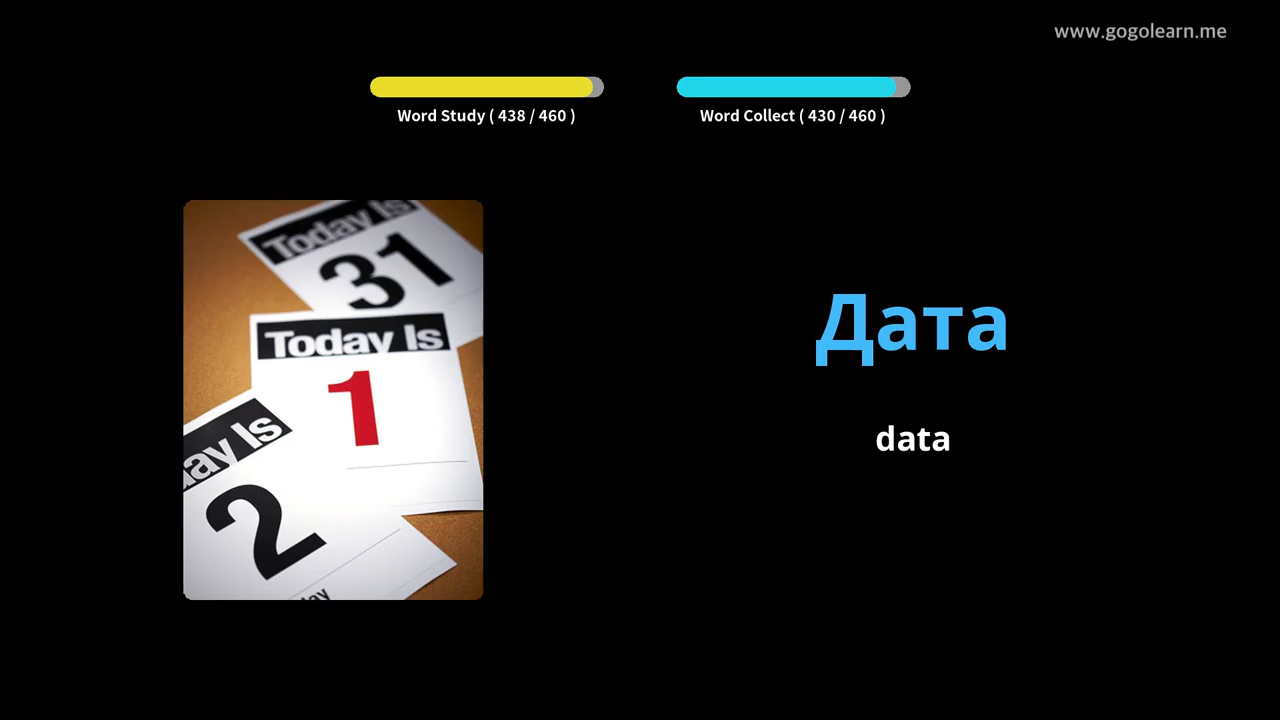 www.gogolearn.me
Word Study ( 438 / 460 )
Word Collect ( 430 / 460 )
Today Is
31
Today Is
1
ay Is
2
Дата
data